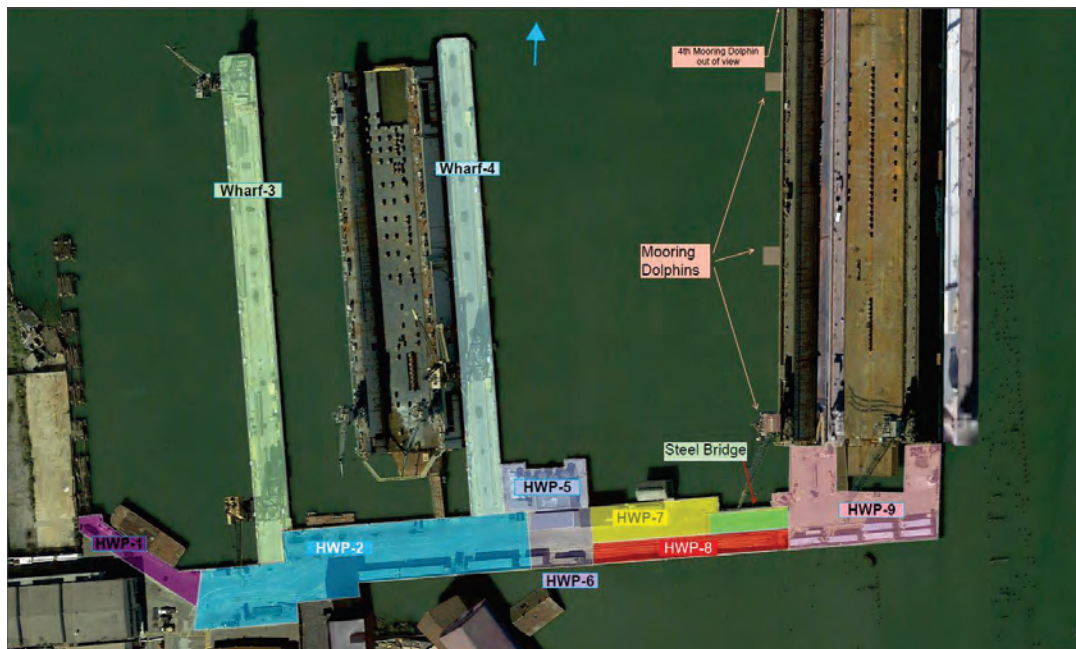 4th Mooring Dolphin
out of view
Wharf-3
Wharf-4
Mooring
Dolphins
Steel Bridge
HWP-5
HWP-7
HWP-9
HWP-1
HWP-2
HWP-8
HWP-6